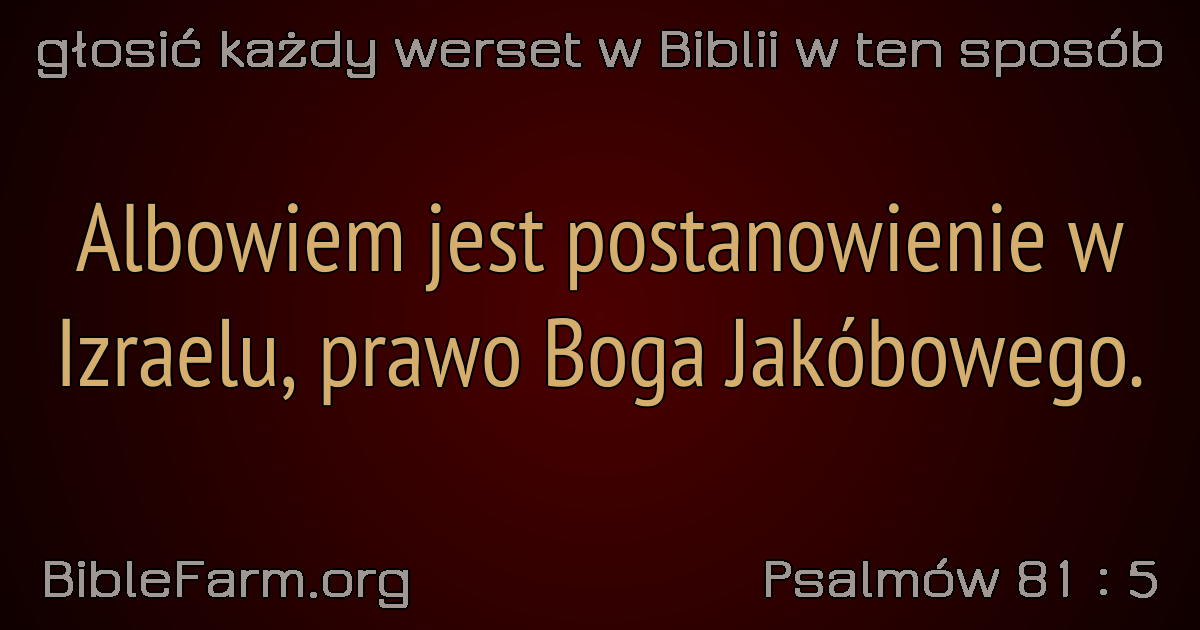 głosić każdy werset w Biblii w ten sposób
Albowiem jest postanowienie w
Izraelu, prawo Boga Jakóbowego.
BibleFarm.org
Psalmów 81 : 5